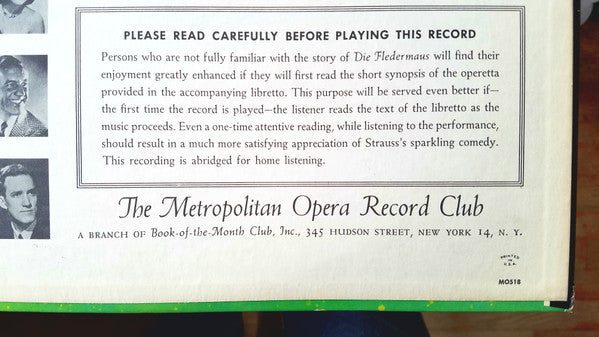 PLEASE READ CAREFULLY BEFORE PLAYING THIS RECORD
Persons who are not fully familiar with the story of Die Fledermaus will find their
enjoyment greatly enhanced if they will first read the short synopsis of the operetta
provided in the accompanying libretto. This purpose will be served even better if—
the first time the record is played—the listener reads the text of the libretto as the
music proceeds. Even a one-time attentive reading, while listening to the performance,
should result in a much more satisfying appreciation of Strauss's sparkling comedy.
This recording is abridged for home listening.
The Metropolitan Opera Record Club
A BRANCH OF Book-of-the-Month Club, Inc., 345 HUDSON STREET, NEW YORK 14, N. Y.
PRINTED
IN
U.S.A.
MO518